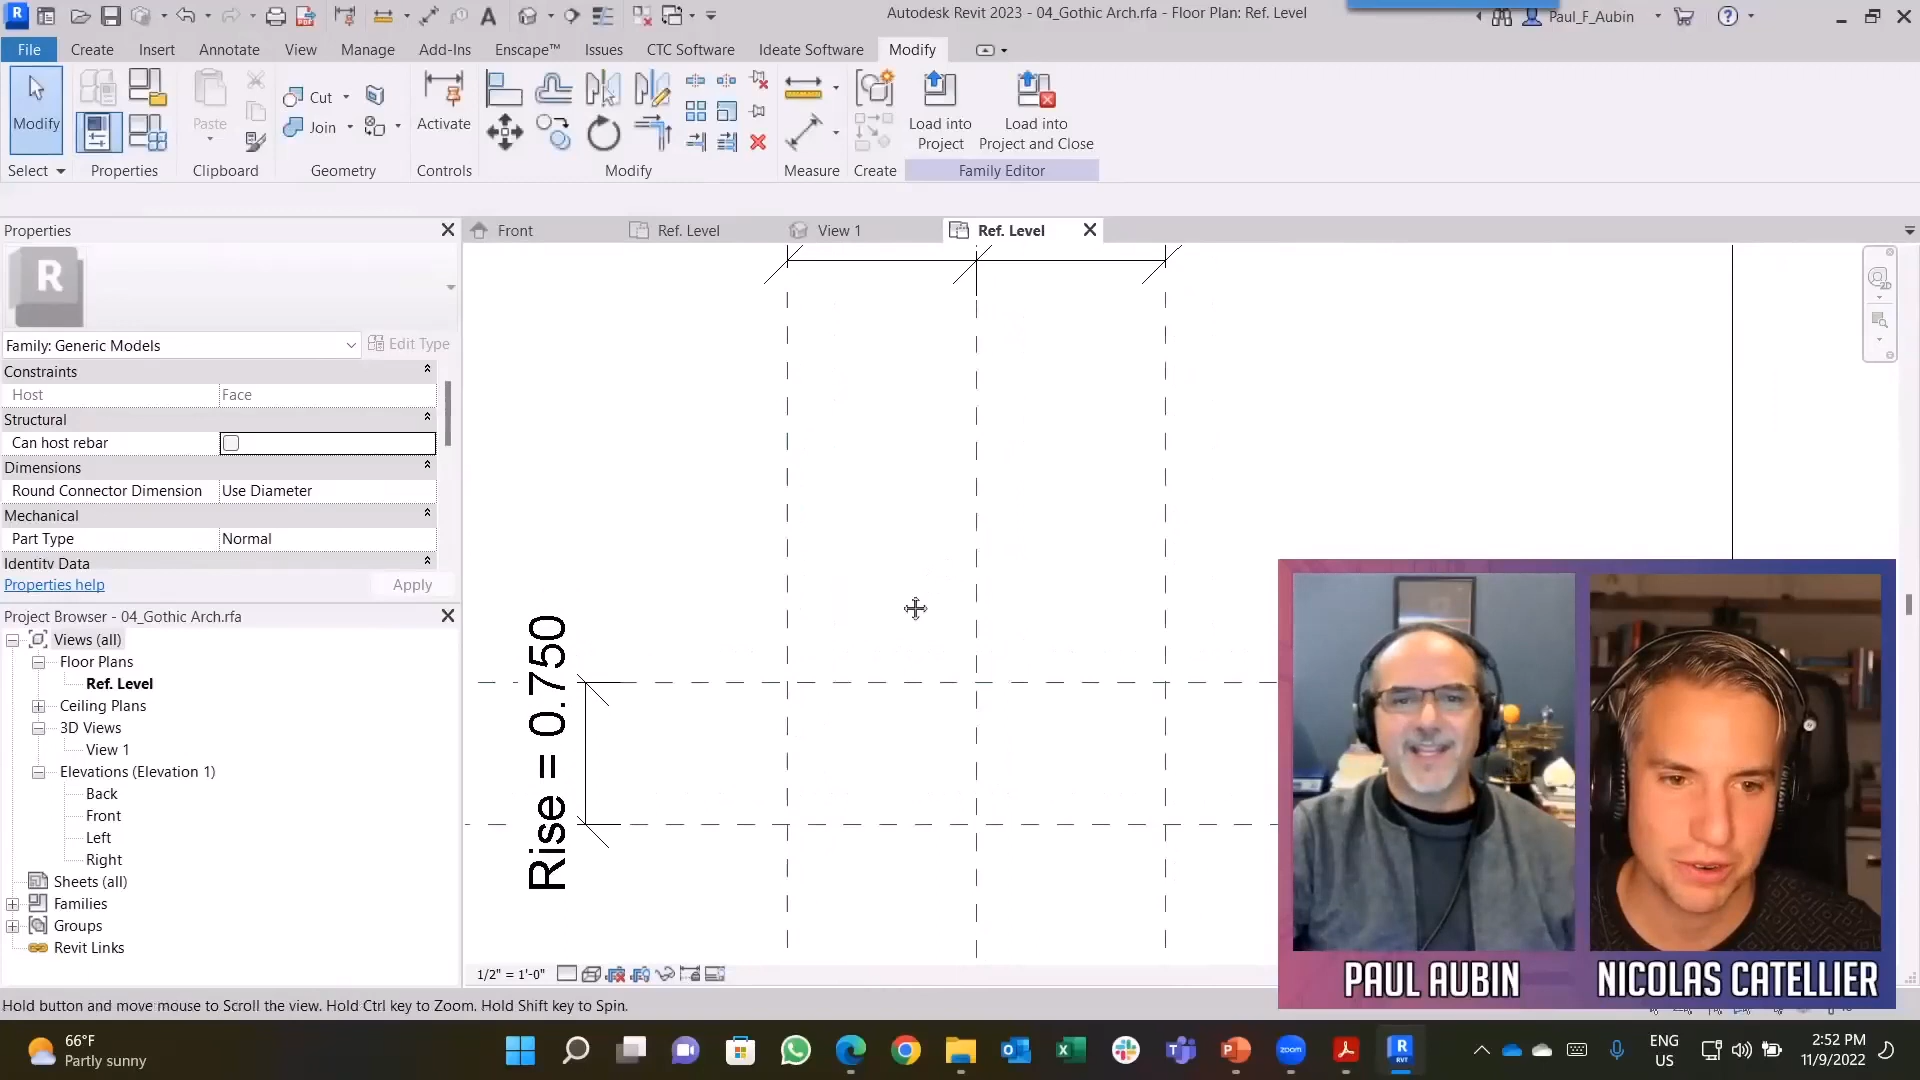 Autodesk Revit 2023 - 04_Gothic Arch.rfa - Floor Plan: Ref. Level
Paul_F_Aubin
File Create Insert Annotate View Manage Add-Ins Enscape™ Issues CTC Software Ideate Software Modify
Modify
Paste
Cut
Join
Activate
Load into Project
Load into Project and Close
Select Properties Clipboard Geometry Controls Modify Measure Create Family Editor
Properties
Front
Ref. Level
View 1
Ref. Level
R
Family: Generic Models
Edit Type
Constraints
Host Face
Structural
Can host rebar
Dimensions
Round Connector Dimension Use Diameter
Mechanical
Part Type Normal
Identity Data
Properties help
Apply
Project Browser - 04_Gothic Arch.rfa
Views (all)
Floor Plans
Ref. Level
Ceiling Plans
3D Views
View 1
Elevations (Elevation 1)
Back
Front
Left
Right
Sheets (all)
Families
Groups
Revit Links
Rise = 0.750
1/2" = 1'-0"
PAUL AUBIN
NICOLAS CATELLIER
Hold button and move mouse to Scroll the view. Hold Ctrl key to Zoom. Hold Shift key to Spin.
66°F
Partly sunny
zoom
ENG
US
2:52 PM
11/9/2022